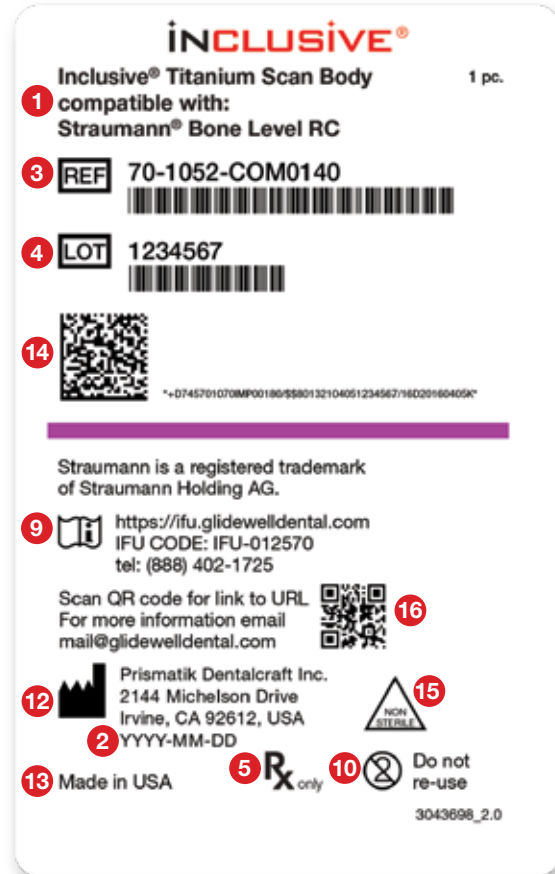 iNCLUSiVE®
Inclusive® Titanium Scan Body 1 pc.
1 compatible with:
Straumann® Bone Level RC
3 REF 70-1052-COM0140
4 LOT 1234567
14
*+D745701070IMP00180/$$80132104051234567/16D20160405K*
Straumann is a registered trademark
of Straumann Holding AG.
9 i https://ifu.glidewelldental.com
IFU CODE: IFU-012570
tel: (888) 402-1725
Scan QR code for link to URL
For more information email 16
mail@glidewelldental.com
Prismatik Dentalcraft Inc.
12 2144 Michelson Drive 15
Irvine, CA 92612, USA NON STERILE
2 YYYY-MM-DD
13 Made in USA 5 Rx only 10 2 Do not
re-use
3043698_2.0